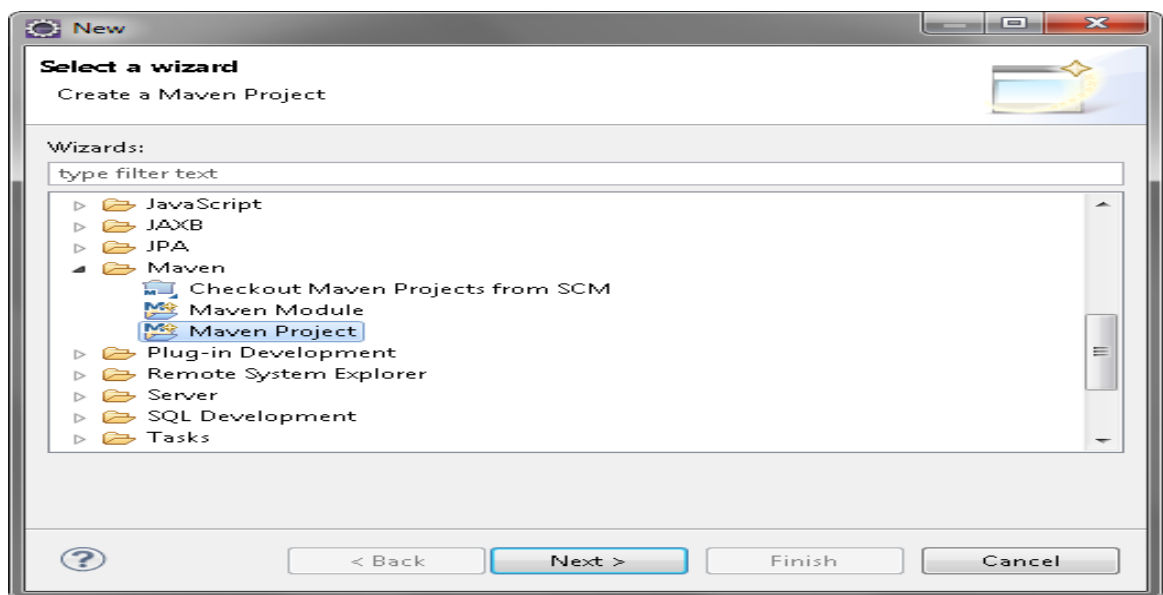 New
Select a wizard
Create a Maven Project
Wizards:
type filter text
JavaScript
JAXB
JPA
Maven
Checkout Maven Projects from SCM
Maven Module
Maven Project
Plug-in Development
Remote System Explorer
Server
SQL Development
Tasks
< Back Next > Finish Cancel